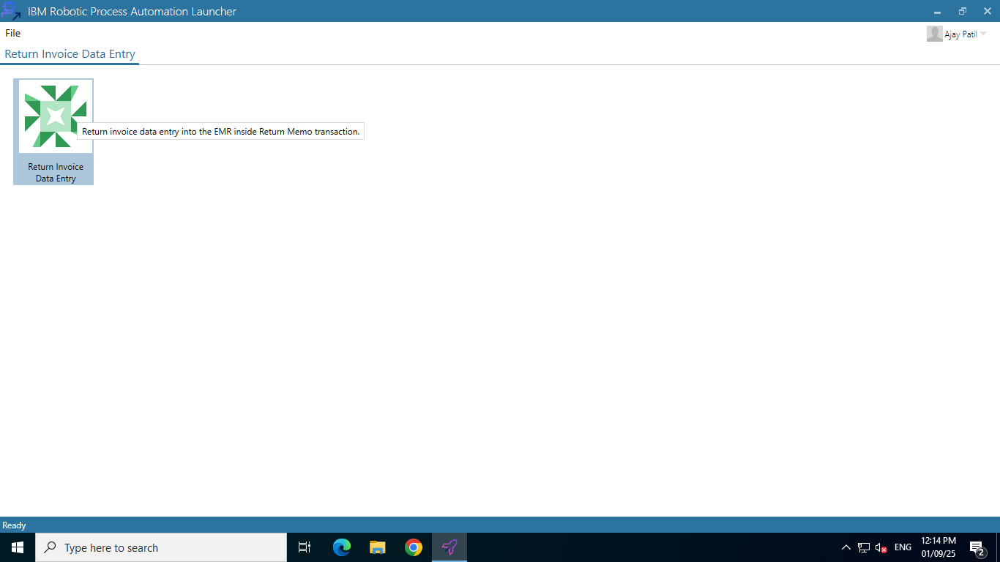 IBM Robotic Process Automation Launcher
File
Ajay Patil
Return Invoice Data Entry
Return invoice data entry into the EMR inside Return Memo transaction.
Return Invoice
Data Entry
Ready
Type here to search
ENG
12:14 PM
01/09/25
2